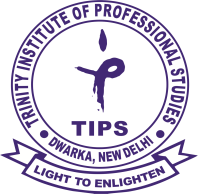 TRINITY INSTITUTE OF PROFESSIONAL STUDIES
TIPS
• DWARKA, NEW DELHI •
LIGHT TO ENLIGHTEN